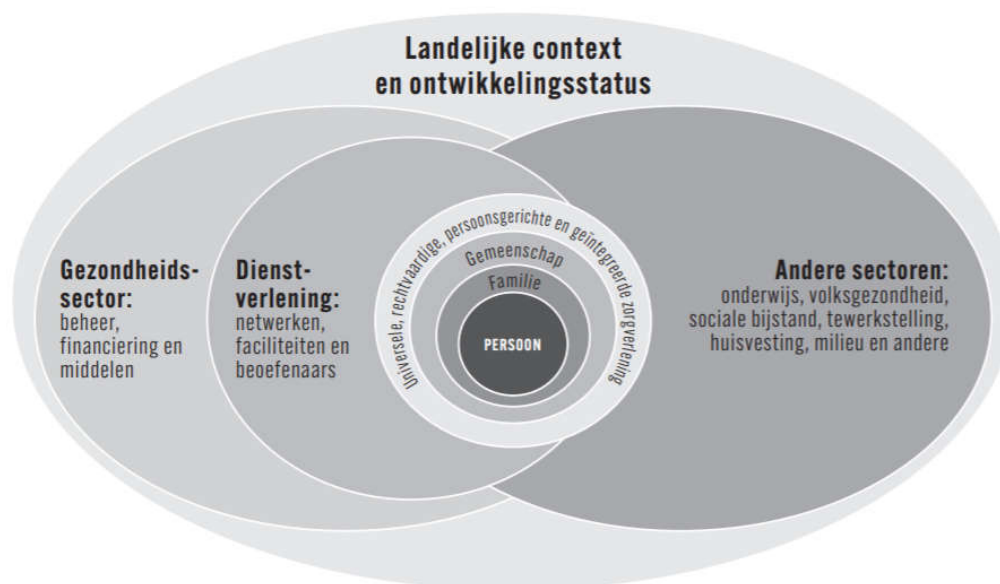 Landelijke context
en ontwikkelingsstatus
Gezondheids-
sector:
beheer,
financiering en
middelen
Dienst-
verlening:
netwerken,
faciliteiten en
beoefenaars
Universele, rechtvaardige, persoonsgerichte en geïntegreerde zorgverlening
Gemeenschap
Familie
PERSOON
Andere sectoren:
onderwijs, volksgezondheid,
sociale bijstand, tewerkstelling,
huisvesting, milieu en andere